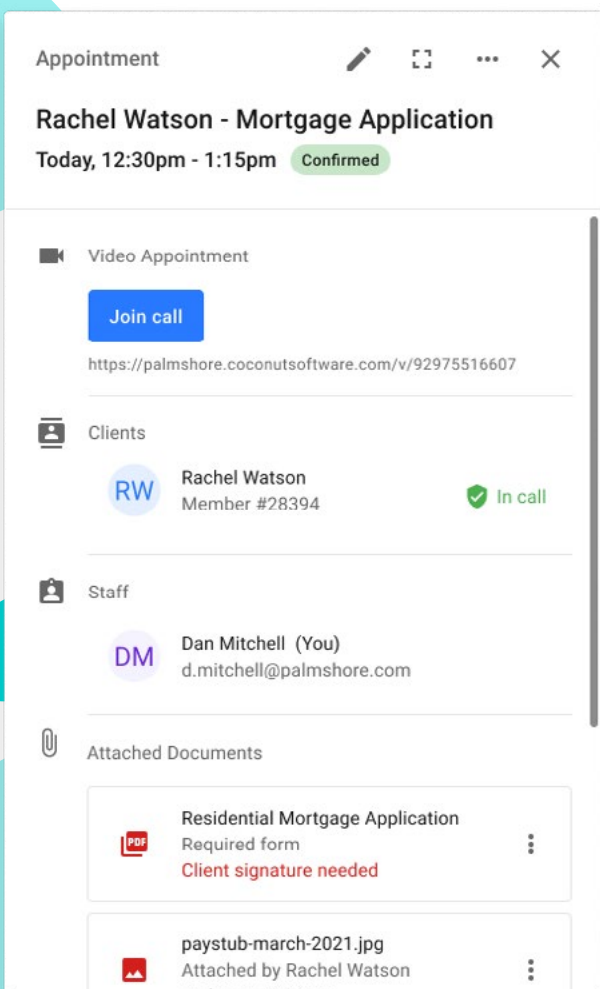 Appointment
Rachel Watson - Mortgage Application
Today, 12:30pm - 1:15pm Confirmed
Video Appointment
Join call
https://palmshore.coconutsoftware.com/v/92975516607
Clients
RW
Rachel Watson
Member #28394
In call
Staff
DM
Dan Mitchell (You)
d.mitchell@palmshore.com
Attached Documents
PDF
Residential Mortgage Application
Required form
Client signature needed
paystub-march-2021.jpg
Attached by Rachel Watson